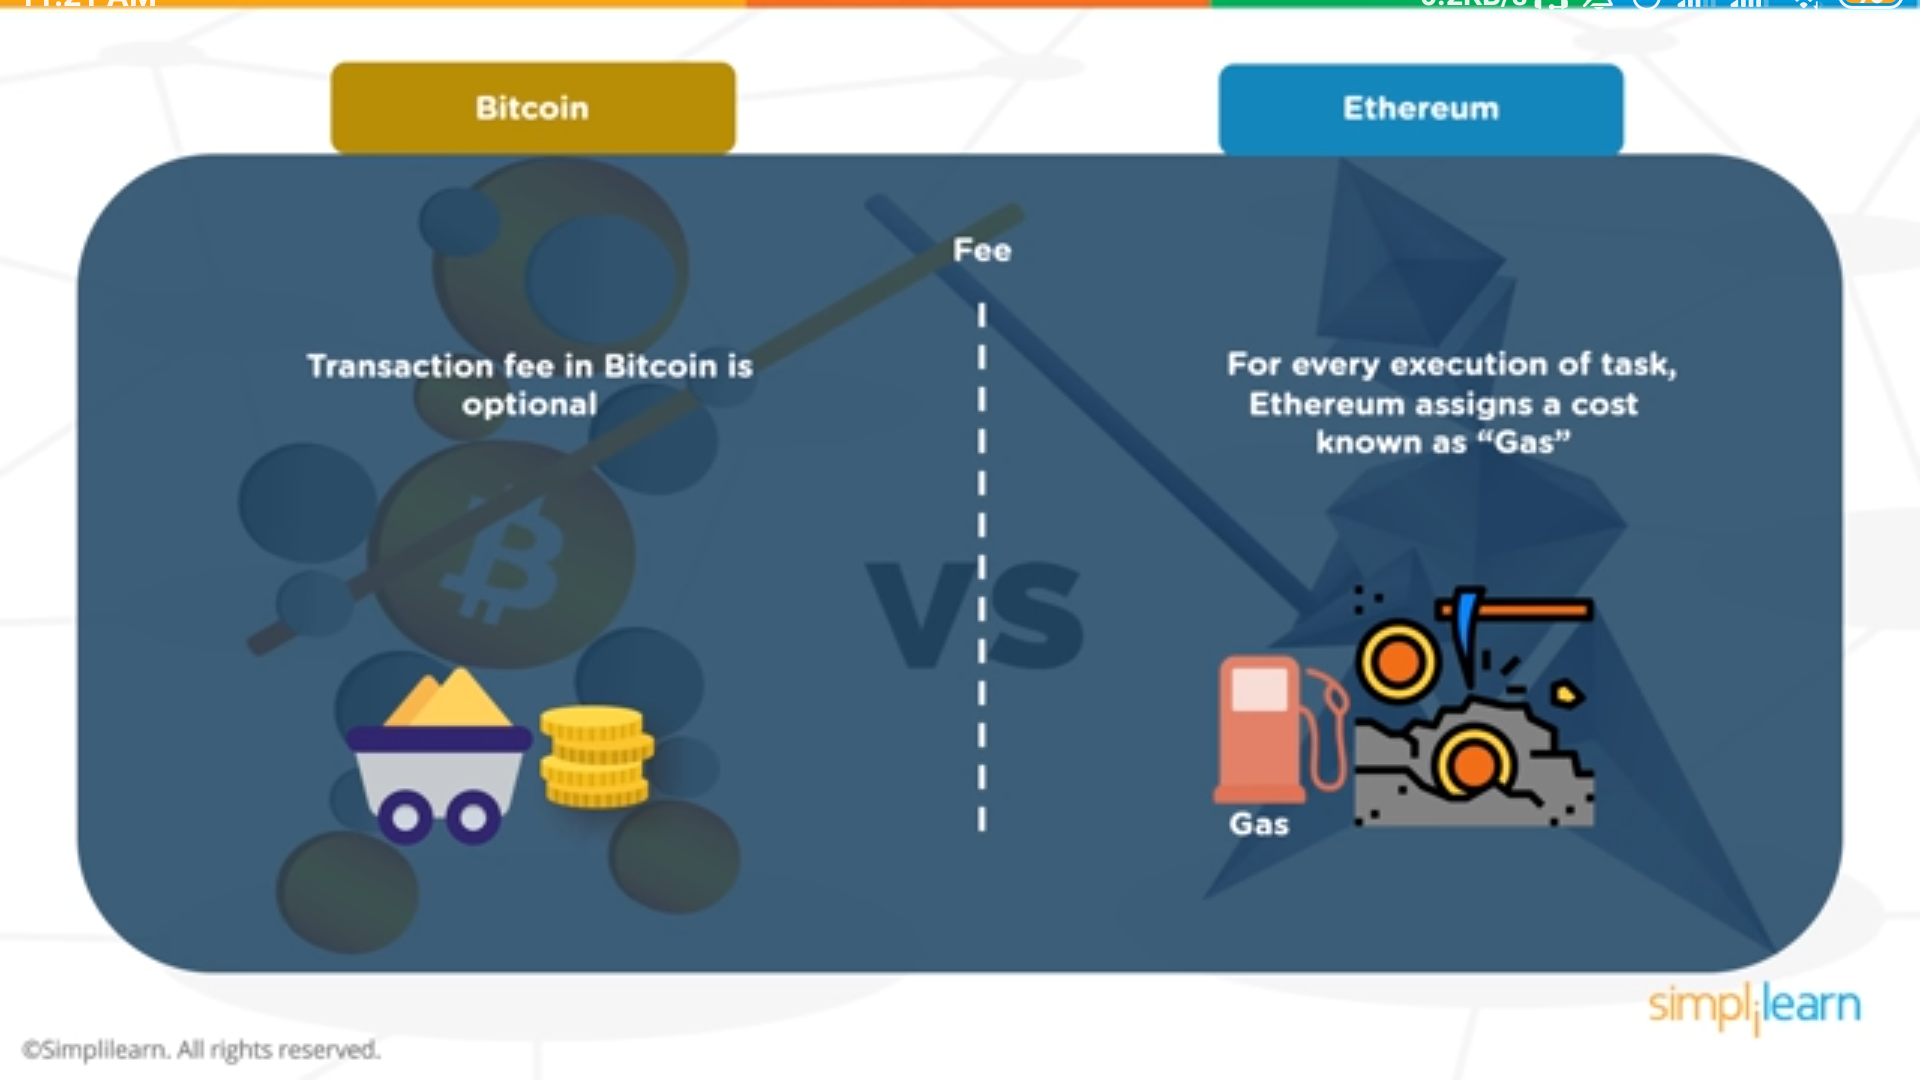 Bitcoin
Ethereum
Fee
Transaction fee in Bitcoin is
optional
For every execution of task,
Ethereum assigns a cost
known as “Gas”
VS
Gas
simplilearn
©Simplilearn. All rights reserved.